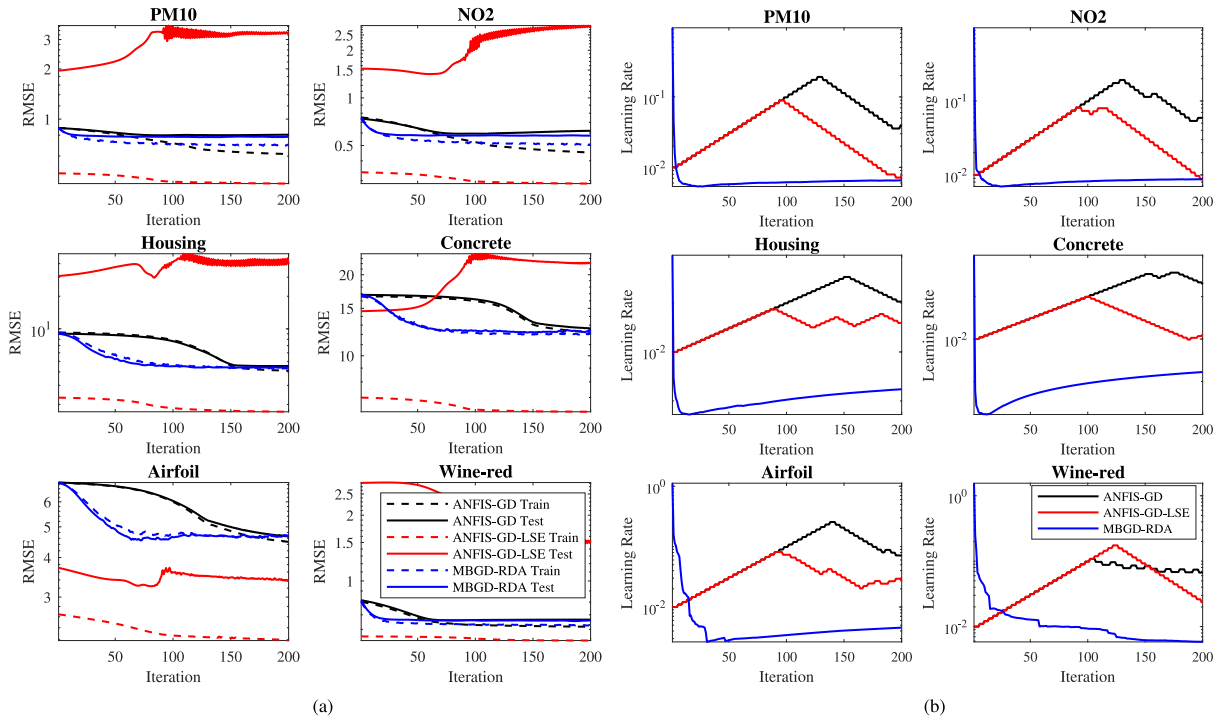 (a)
PM10
RMSE
3
2
1
50
100
150
200
Iteration
NO2
RMSE
2.5
2
1.5
1
0.5
50
100
150
200
Iteration
Housing
RMSE
10^1
50
100
150
200
Iteration
Concrete
RMSE
20
15
10
50
100
150
200
Iteration
Airfoil
RMSE
6
5
4
3
50
100
150
200
Iteration
Wine-red
RMSE
2.5
2
1.5
1
ANFIS-GD Train
ANFIS-GD Test
ANFIS-GD-LSE Train
ANFIS-GD-LSE Test
MBGD-RDA Train
MBGD-RDA Test
50
100
150
200
Iteration
(b)
PM10
Learning Rate
10^-1
10^-2
50
100
150
200
Iteration
NO2
Learning Rate
10^-1
10^-2
50
100
150
200
Iteration
Housing
Learning Rate
10^-2
50
100
150
200
Iteration
Concrete
Learning Rate
10^-2
50
100
150
200
Iteration
Airfoil
Learning Rate
10^0
10^-2
50
100
150
200
Iteration
Wine-red
Learning Rate
10^0
10^-2
ANFIS-GD
ANFIS-GD-LSE
MBGD-RDA
50
100
150
200
Iteration